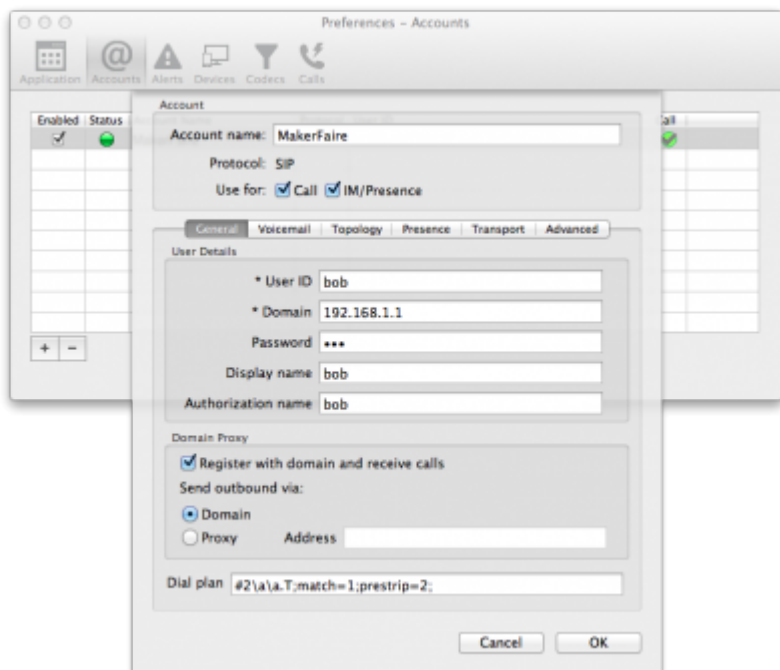 Preferences – Accounts
Application Accounts Alerts Devices Codecs Calls
Account
Enabled Status Call
Account name: MakerFaire
Protocol: SIP
Use for: Call IM/Presence
General Voicemail Topology Presence Transport Advanced
User Details
* User ID bob
* Domain 192.168.1.1
Password •••
Display name bob
+ −
Authorization name bob
Domain Proxy
Register with domain and receive calls
Send outbound via:
Domain
Proxy Address
Dial plan #2\a\a.T;match=1;prestrip=2;
Cancel OK